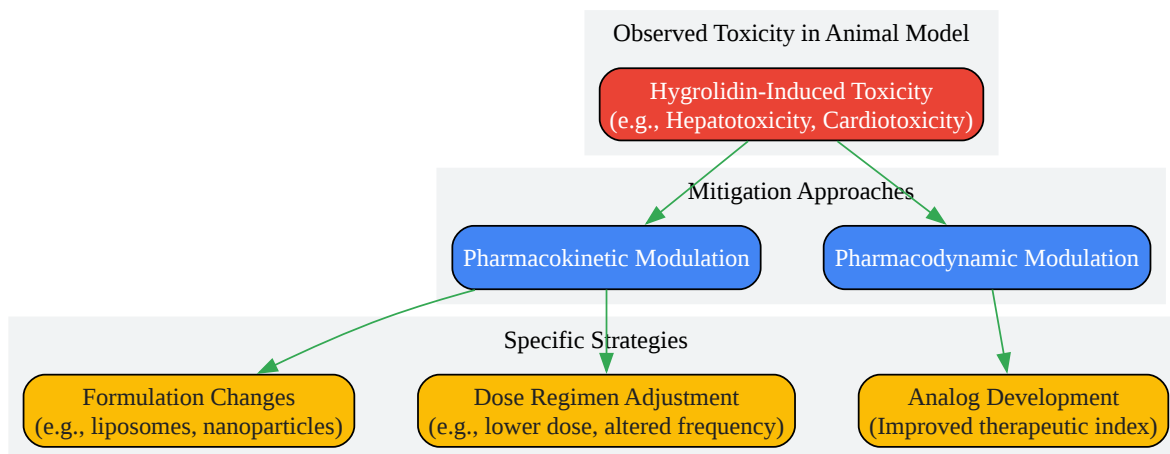 Observed Toxicity in Animal Model
Hygrolidin-Induced Toxicity
(e.g., Hepatotoxicity, Cardiotoxicity)
Mitigation Approaches
Pharmacokinetic Modulation
Pharmacodynamic Modulation
Specific Strategies
Formulation Changes
(e.g., liposomes, nanoparticles)
Dose Regimen Adjustment
(e.g., lower dose, altered frequency)
Analog Development
(Improved therapeutic index)